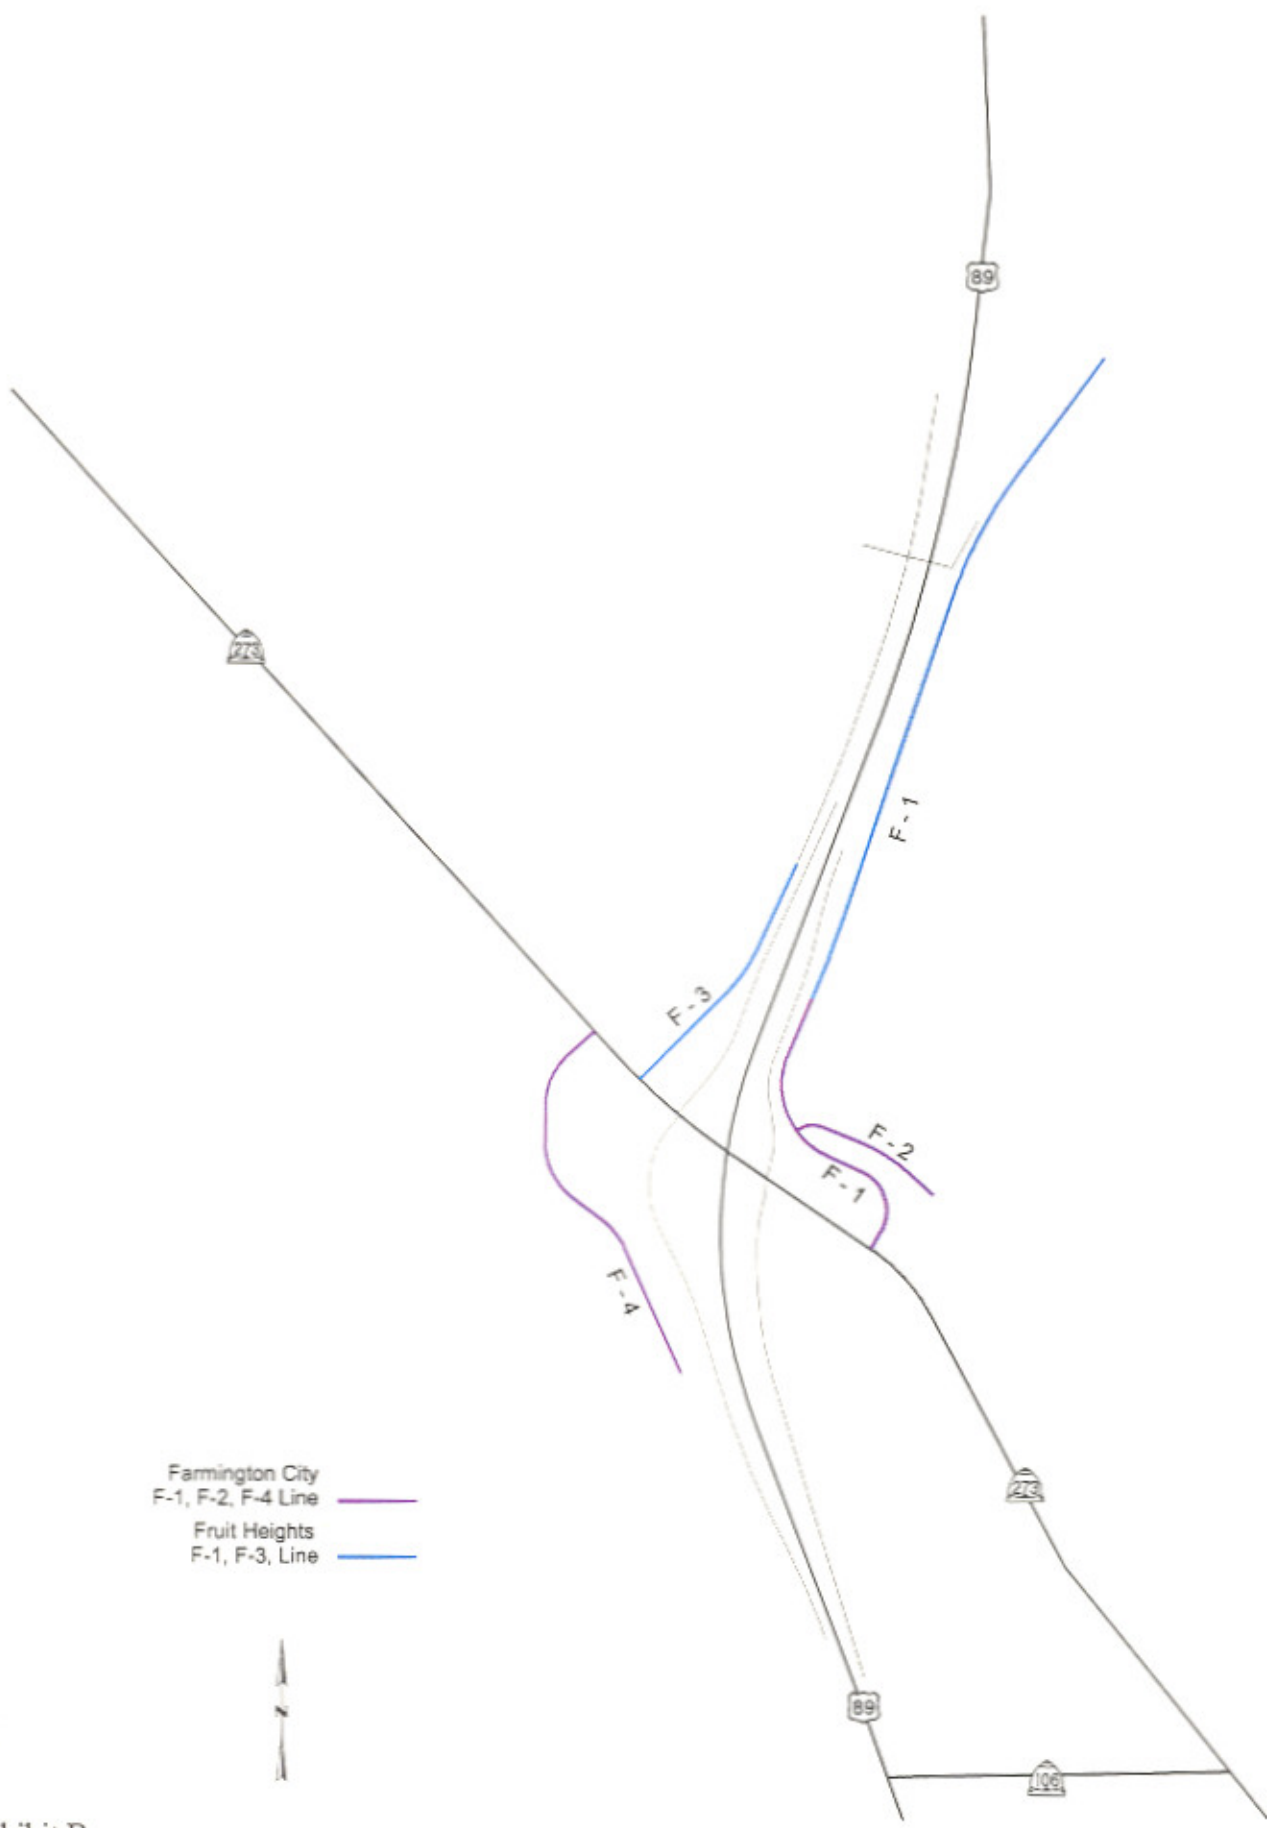 89
273
F-1
F-3
F-2
F-1
F-4
Farmington City
F-1, F-2, F-4 Line
Fruit Heights
F-1, F-3, Line
273
N
89
106